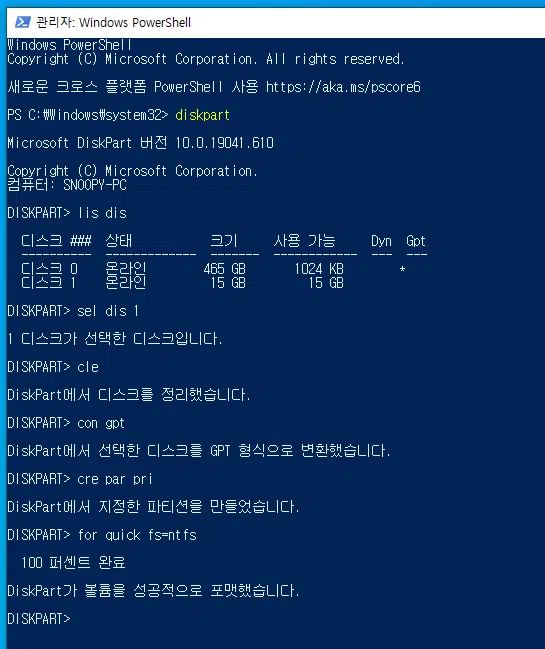 관리자: Windows PowerShell
Windows PowerShell
Copyright (C) Microsoft Corporation. All rights reserved.
새로운 크로스 플랫폼 PowerShell 사용 https://aka.ms/pscore6
PS C:\Windows\system32> diskpart
Microsoft DiskPart 버전 10.0.19041.610
Copyright (C) Microsoft Corporation.
컴퓨터: SNOOPY-PC
DISKPART> lis dis
디스크 ### 상태 크기 사용 가능 Dyn Gpt
---------- ------------- ------- ------------ --- ---
디스크 0 온라인 465 GB 1024 KB *
디스크 1 온라인 15 GB 15 GB
DISKPART> sel dis 1
1 디스크가 선택한 디스크입니다.
DISKPART> cle
DiskPart에서 디스크를 정리했습니다.
DISKPART> con gpt
DiskPart에서 선택한 디스크를 GPT 형식으로 변환했습니다.
DISKPART> cre par pri
DiskPart에서 지정한 파티션을 만들었습니다.
DISKPART> for quick fs=ntfs
100 퍼센트 완료
DiskPart가 볼륨을 성공적으로 포맷했습니다.
DISKPART>